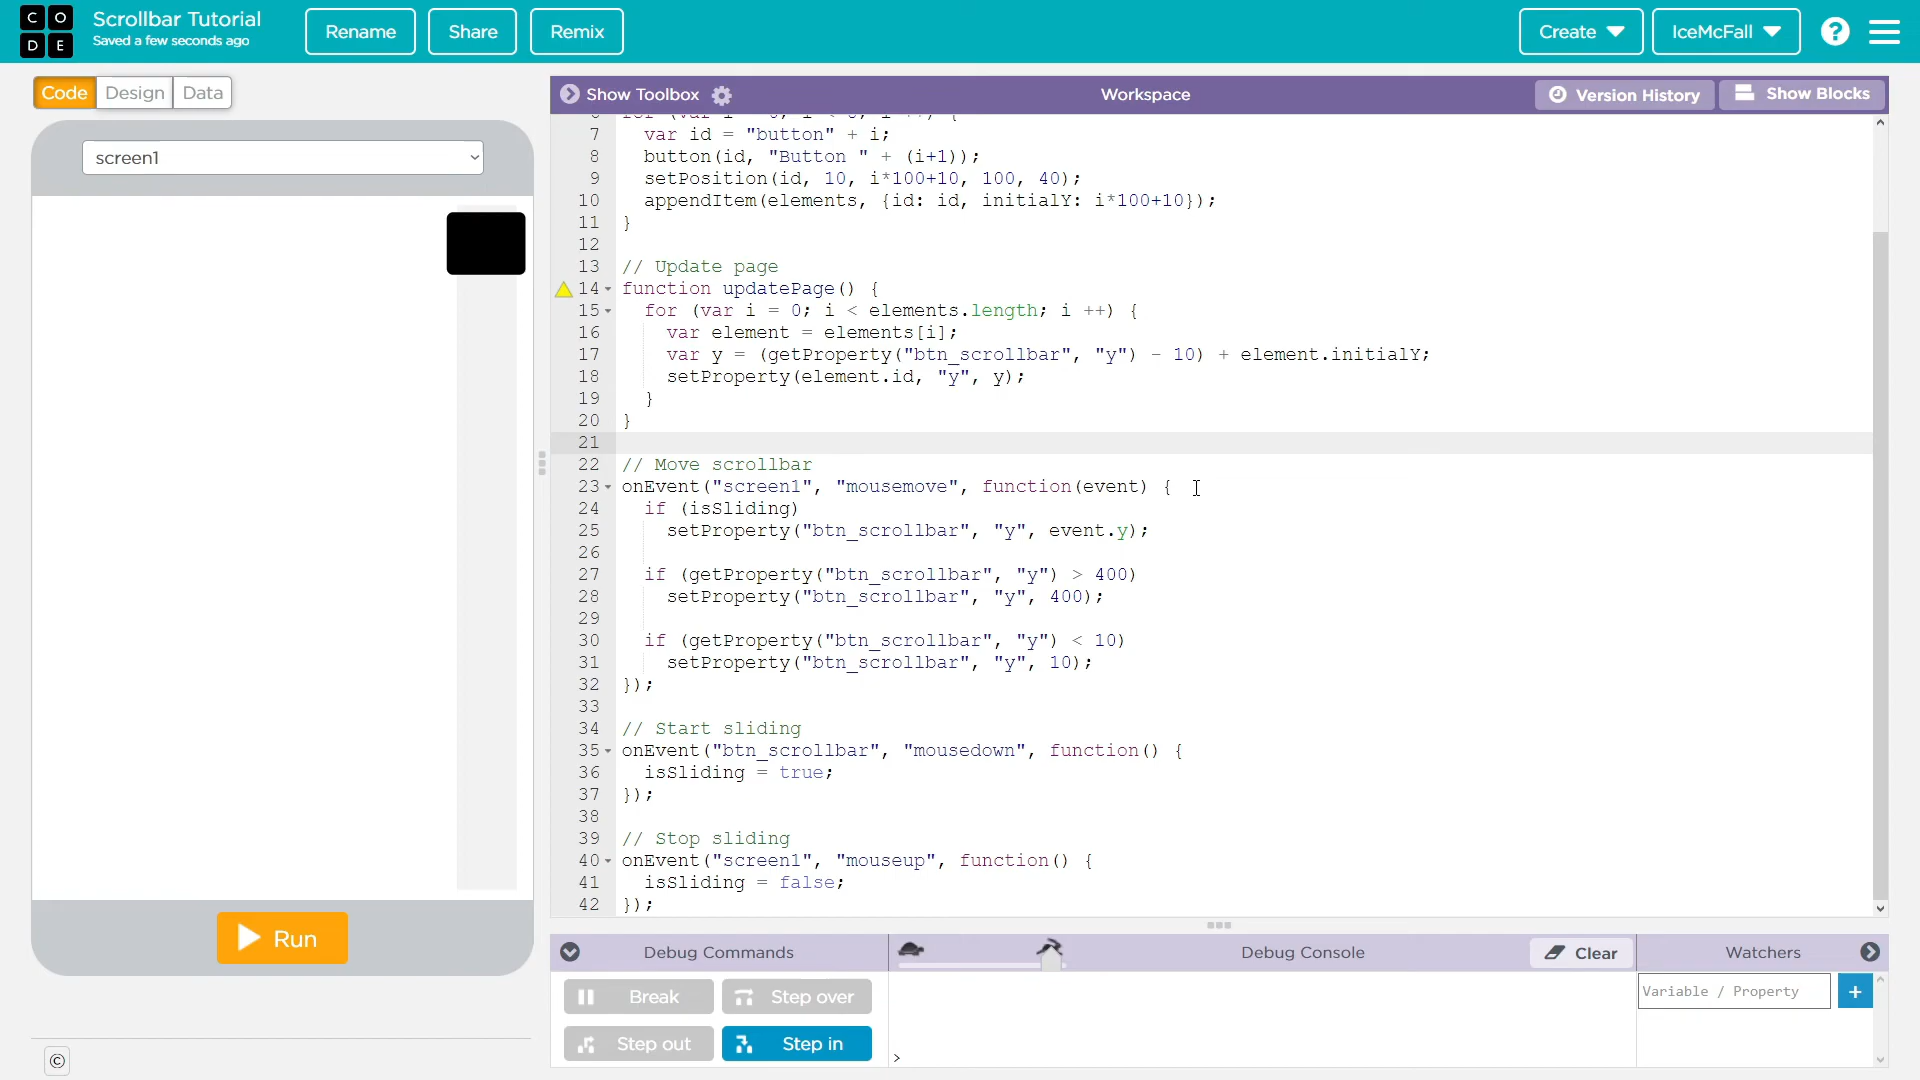 C O D E
Scrollbar Tutorial
Saved a few seconds ago
Rename
Share
Remix
Create
IceMcFall
?
Code
Design
Data
Show Toolbox
Workspace
Version History
Show Blocks
screen1
7 var id = "button" + i;
8 button(id, "Button " + (i+1));
9 setPosition(id, 10, i*100+10, 100, 40);
10 appendItem(elements, {id: id, initialY: i*100+10});
11 }
12
13 // Update page
14 function updatePage() {
15 for (var i = 0; i < elements.length; i ++) {
16 var element = elements[i];
17 var y = (getProperty("btn_scrollbar", "y") - 10) + element.initialY;
18 setProperty(element.id, "y", y);
19 }
20 }
21
22 // Move scrollbar
23 onEvent("screen1", "mousemove", function(event) {
24 if (isSliding)
25 setProperty("btn_scrollbar", "y", event.y);
26
27 if (getProperty("btn_scrollbar", "y") > 400)
28 setProperty("btn_scrollbar", "y", 400);
29
30 if (getProperty("btn_scrollbar", "y") < 10)
31 setProperty("btn_scrollbar", "y", 10);
32 });
33
34 // Start sliding
35 onEvent("btn_scrollbar", "mousedown", function() {
36 isSliding = true;
37 });
38
39 // Stop sliding
40 onEvent("screen1", "mouseup", function() {
41 isSliding = false;
42 });
Run
Debug Commands
Debug Console
Clear
Watchers
Break
Step over
Step out
Step in
Variable / Property
+
>
©